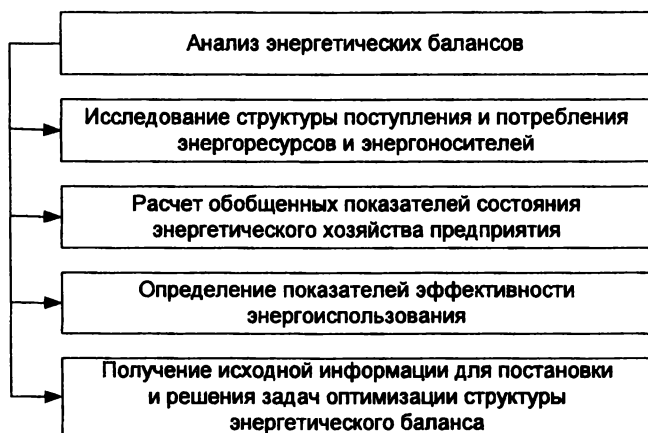 Анализ энергетических балансов
Исследование структуры поступления и потребления
энергоресурсов и энергоносителей
Расчет обобщенных показателей состояния
энергетического хозяйства предприятия
Определение показателей эффективности
энергоиспользования
Получение исходной информации для постановки
и решения задач оптимизации структуры
энергетического баланса